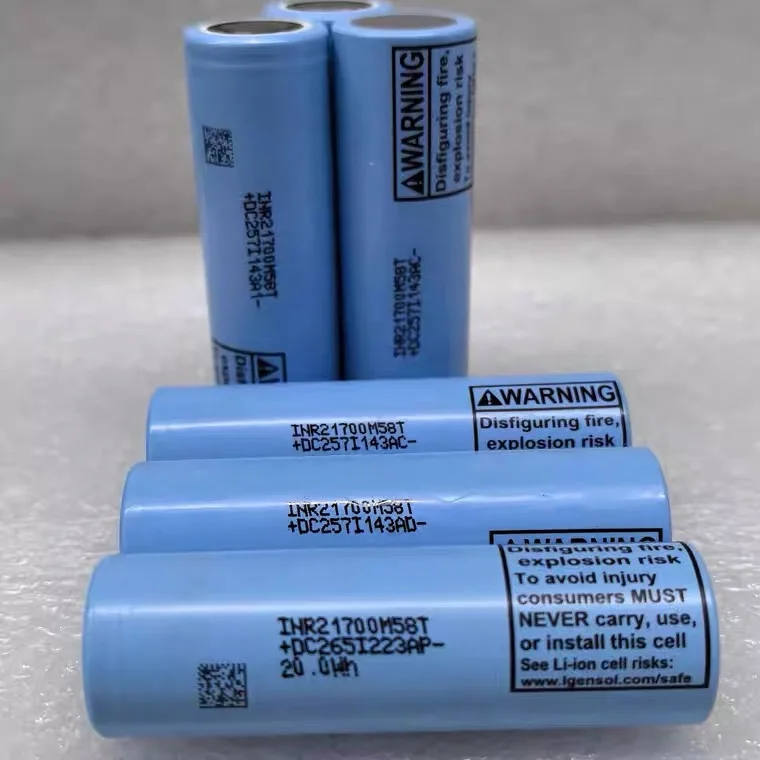 INR21700M58T
+DC257I143A1-
⚠WARNING
Disfiguring fire,
explosion risk
INR21700M58T
+DC257I143AC-
INR21700M58T
+DC257I143AC-
⚠WARNING
Disfiguring fire,
explosion risk
INR21700M58T
+DC257I143AD-
⚠WARNING
INR21700M58T
+DC265I223AP-
20.0Wh
Disfiguring fire,
explosion risk
To avoid injury
consumers MUST
NEVER carry, use,
or install this cell
See Li-ion cell risks:
www.lgensol.com/safe